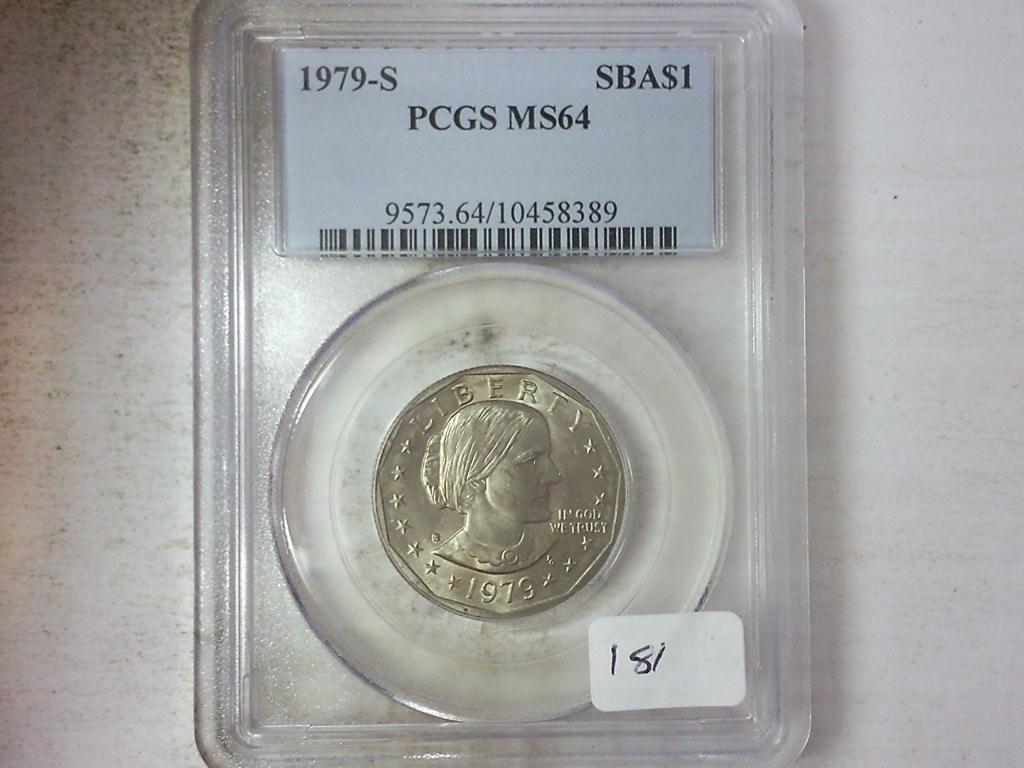 1979-S SBA$1
PCGS MS64
9573.64/10458389
LIBERTY
IN GOD
WE TRUST
S
1979
181